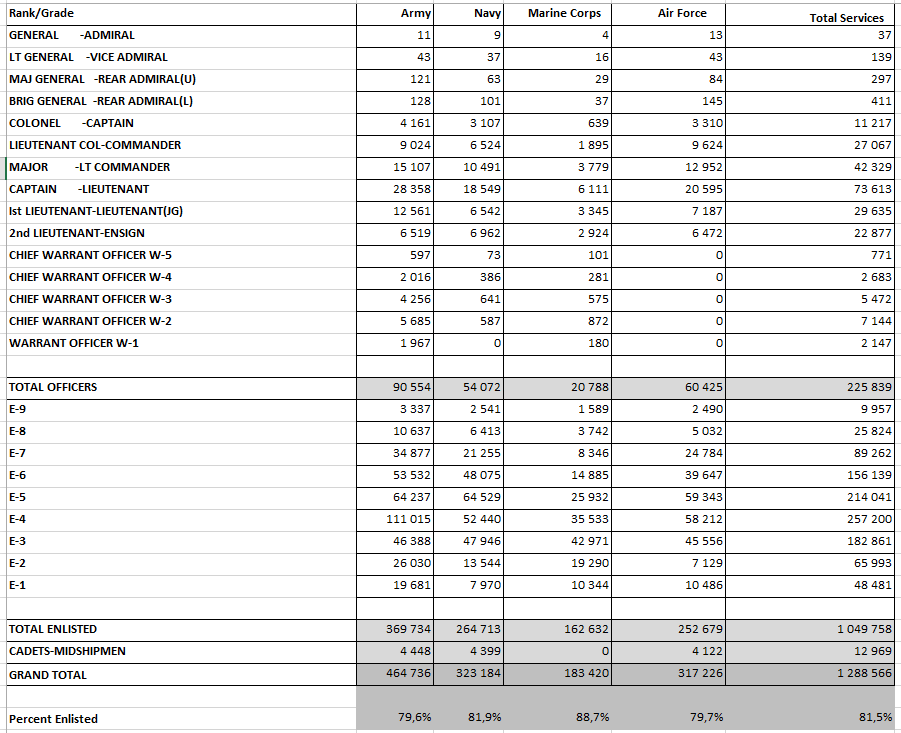 Rank/Grade Army Navy Marine Corps Air Force Total Services
GENERAL -ADMIRAL 11 9 4 13 37
LT GENERAL -VICE ADMIRAL 43 37 16 43 139
MAJ GENERAL -REAR ADMIRAL(U) 121 63 29 84 297
BRIG GENERAL -REAR ADMIRAL(L) 128 101 37 145 411
COLONEL -CAPTAIN 4 161 3 107 639 3 310 11 217
LIEUTENANT COL-COMMANDER 9 024 6 524 1 895 9 624 27 067
MAJOR -LT COMMANDER 15 107 10 491 3 779 12 952 42 329
CAPTAIN -LIEUTENANT 28 358 18 549 6 111 20 595 73 613
Ist LIEUTENANT-LIEUTENANT(JG) 12 561 6 542 3 345 7 187 29 635
2nd LIEUTENANT-ENSIGN 6 519 6 962 2 924 6 472 22 877
CHIEF WARRANT OFFICER W-5 597 73 101 0 771
CHIEF WARRANT OFFICER W-4 2 016 386 281 0 2 683
CHIEF WARRANT OFFICER W-3 4 256 641 575 0 5 472
CHIEF WARRANT OFFICER W-2 5 685 587 872 0 7 144
WARRANT OFFICER W-1 1 967 0 180 0 2 147
TOTAL OFFICERS 90 554 54 072 20 788 60 425 225 839
E-9 3 337 2 541 1 589 2 490 9 957
E-8 10 637 6 413 3 742 5 032 25 824
E-7 34 877 21 255 8 346 24 784 89 262
E-6 53 532 48 075 14 885 39 647 156 139
E-5 64 237 64 529 25 932 59 343 214 041
E-4 111 015 52 440 35 533 58 212 257 200
E-3 46 388 47 946 42 971 45 556 182 861
E-2 26 030 13 544 19 290 7 129 65 993
E-1 19 681 7 970 10 344 10 486 48 481
TOTAL ENLISTED 369 734 264 713 162 632 252 679 1 049 758
CADETS-MIDSHIPMEN 4 448 4 399 0 4 122 12 969
GRAND TOTAL 464 736 323 184 183 420 317 226 1 288 566
Percent Enlisted 79,6% 81,9% 88,7% 79,7% 81,5%